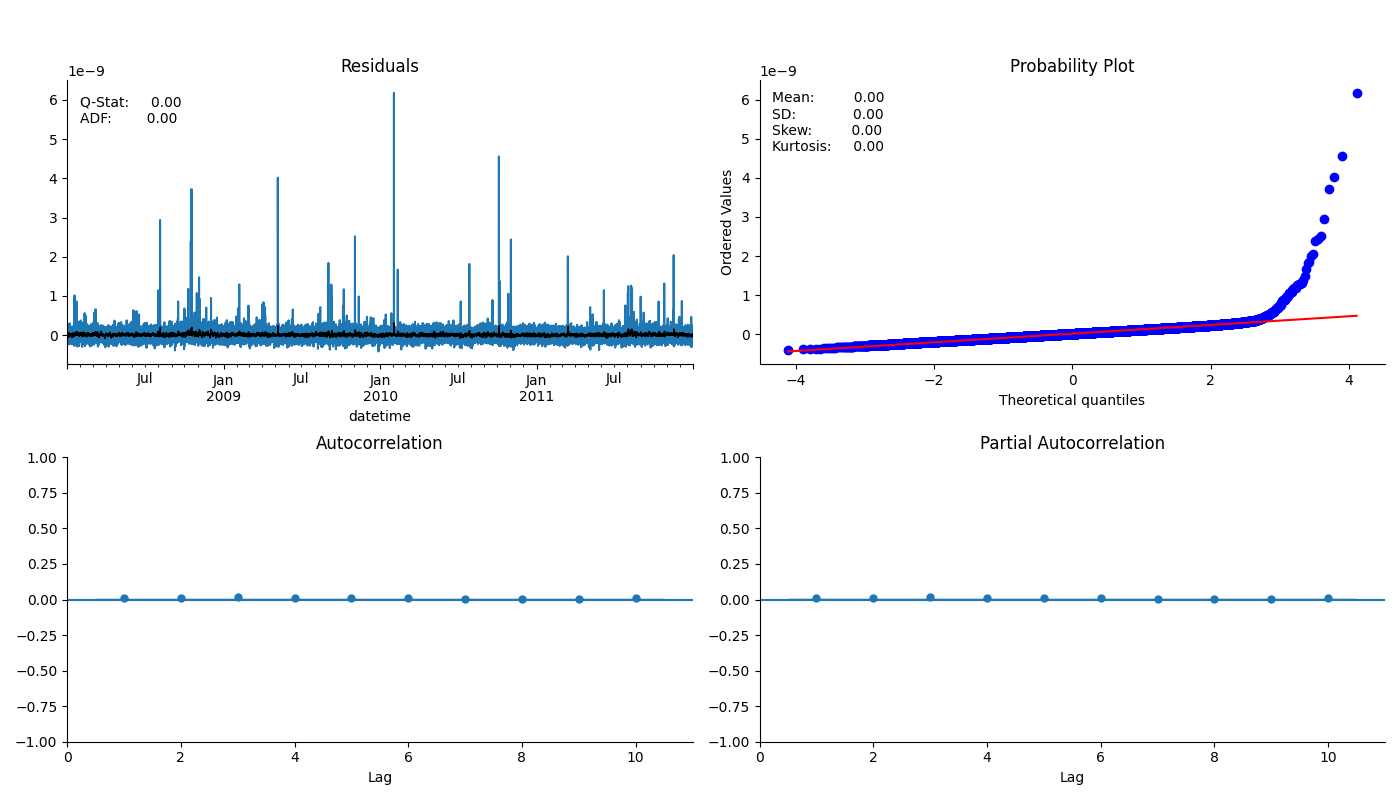 Residuals
1e−9
Q-Stat: 0.00
ADF: 0.00
6
5
4
3
2
1
0
Jul
Jan
2009
Jul
Jan
2010
Jul
Jan
2011
Jul
datetime
Probability Plot
1e−9
Mean: 0.00
SD: 0.00
Skew: 0.00
Kurtosis: 0.00
Ordered Values
6
5
4
3
2
1
0
−4 −2 0 2 4
Theoretical quantiles
Autocorrelation
1.00
0.75
0.50
0.25
0.00
−0.25
−0.50
−0.75
−1.00
0 2 4 6 8 10
Lag
Partial Autocorrelation
1.00
0.75
0.50
0.25
0.00
−0.25
−0.50
−0.75
−1.00
0 2 4 6 8 10
Lag